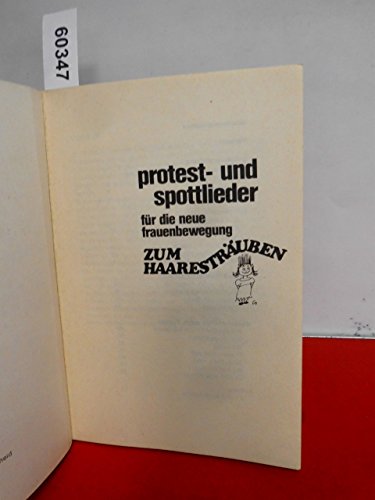 60347
protest- und
spottlieder
für die neue
frauenbewegung
ZUM
HAARESTRÄUBEN